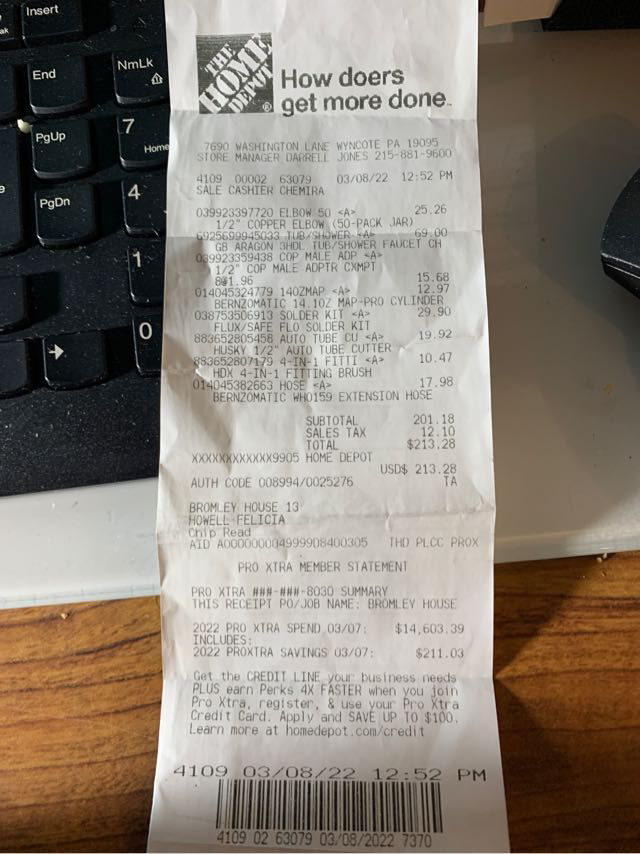 Insert
End
NmLk
PgUp
7
Home
PgDn
4
1
0
THE
HOME
DEPOT
How doers
get more done
7690 WASHINGTON LANE WYNCOTE PA 19095
STORE MANAGER DARRELL JONES 215-881-9600
4109 00002 63079 03/08/22 12:52 PM
SALE CASHIER CHEMIRA
039923397720 ELBOW 50 <A> 25.26
1/2" COPPER ELBOW (50-PACK JAR)
6925699945033 TUB/SHOWER <A> 69.00
GB ARAGON 3HDL TUB/SHOWER FAUCET CH
039923359438 COP MALE ADP <A>
1/2" COP MALE ADPTR CXMPT
8@1.96 15.68
014045324779 14OZMAP <A> 12.97
BERNZOMATIC 14.1OZ MAP-PRO CYLINDER
038753506913 SOLDER KIT <A> 29.90
FLUX/SAFE FLO SOLDER KIT
883652805458 AUTO TUBE CU <A> 19.92
HUSKY 1/2" AUTO TUBE CUTTER
883652807179 4-IN-1 FITTI <A> 10.47
HDX 4-IN-1 FITTING BRUSH
014045382663 HOSE <A> 17.98
BERNZOMATIC WH0159 EXTENSION HOSE
SUBTOTAL 201.18
SALES TAX 12.10
TOTAL $213.28
XXXXXXXXXXXX9905 HOME DEPOT
USD$ 213.28
AUTH CODE 008994/0025276 TA
BROMLEY HOUSE 13
HOWELL-FELICIA
Chip Read
AID A0000000049999D8400305 THD PLCC PROX
PRO XTRA MEMBER STATEMENT
PRO XTRA ###-###-8030 SUMMARY
THIS RECEIPT PO/JOB NAME: BROMLEY HOUSE
2022 PRO XTRA SPEND 03/07: $14,603.39
INCLUDES:
2022 PROXTRA SAVINGS 03/07: $211.03
Get the CREDIT LINE your business needs
PLUS earn Perks 4X FASTER when you join
Pro Xtra, register, & use your Pro Xtra
Credit Card. Apply and SAVE UP TO $100.
Learn more at homedepot.com/credit
4109 03/08/22 12:52 PM
4109 02 63079 03/08/2022 7370